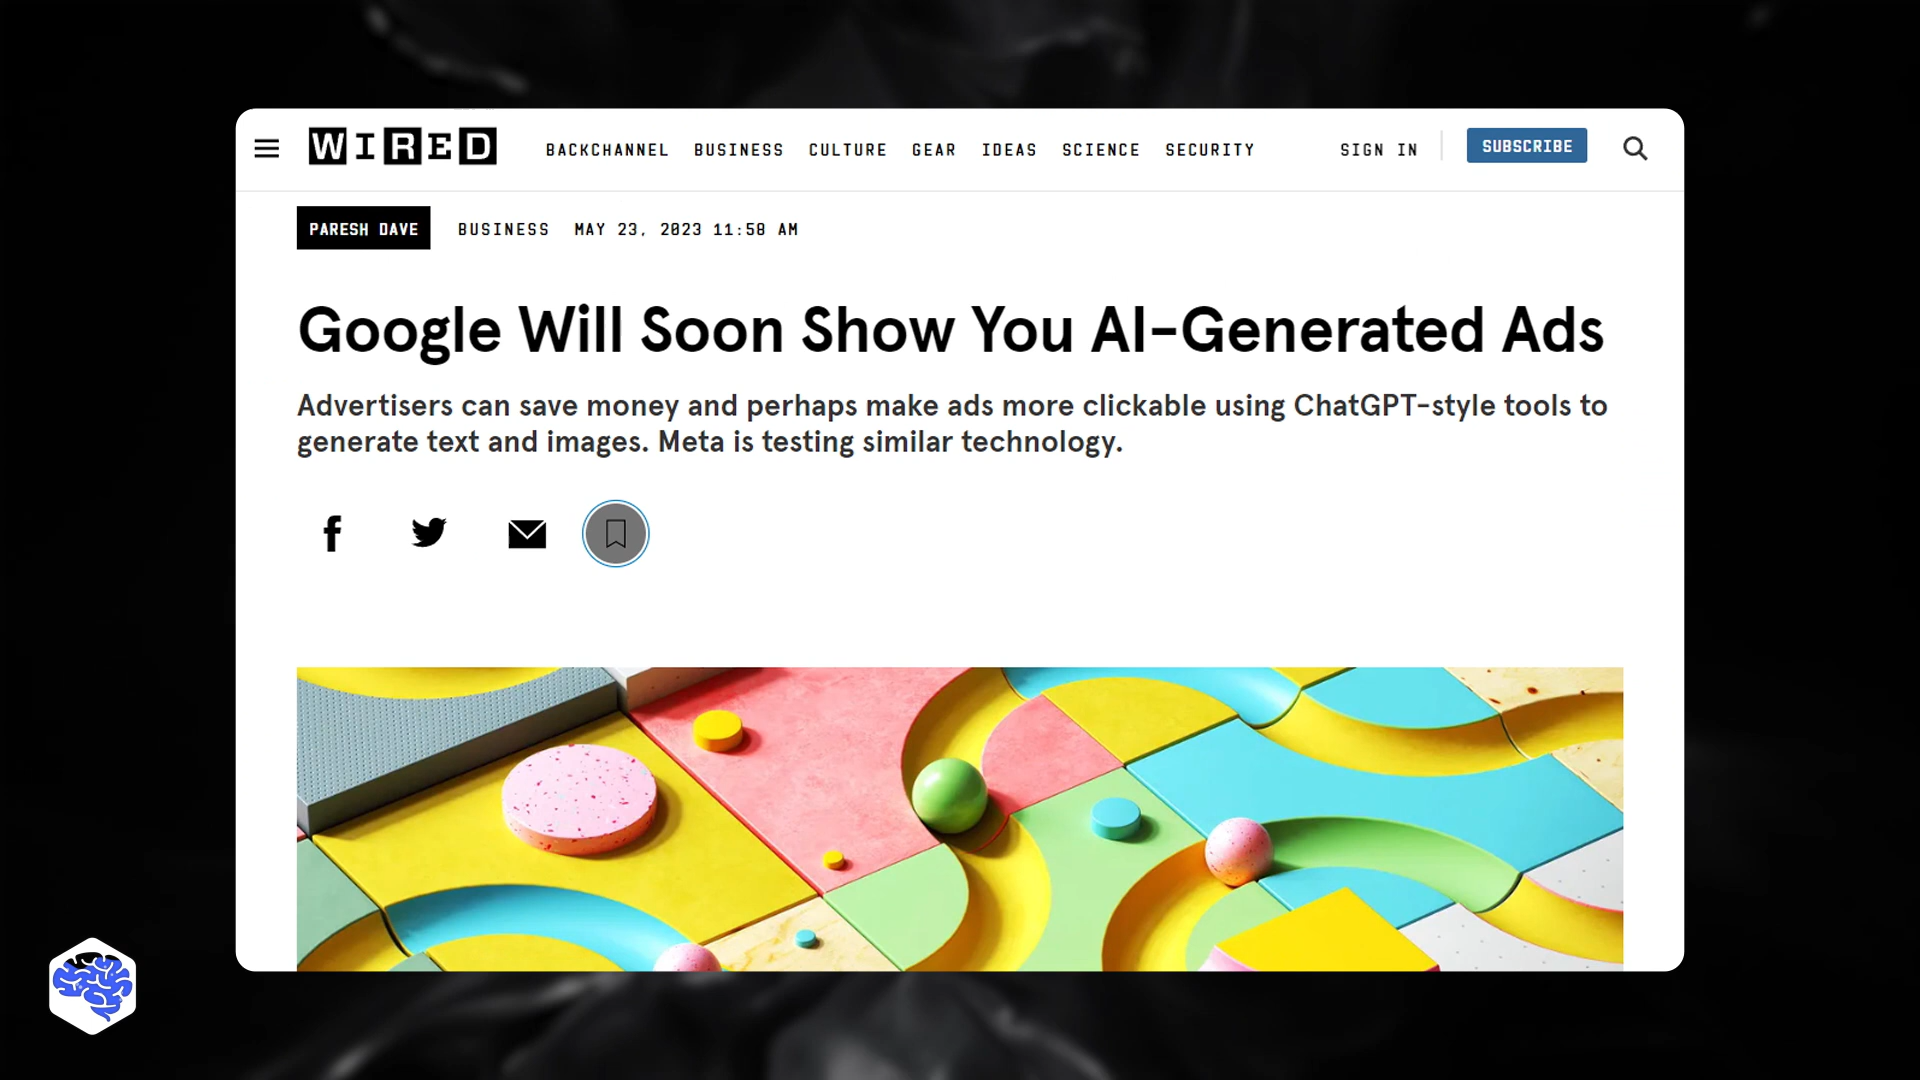 WIRED BACKCHANNEL BUSINESS CULTURE GEAR IDEAS SCIENCE SECURITY SIGN IN SUBSCRIBE
PARESH DAVE BUSINESS MAY 23, 2023 11:58 AM
Google Will Soon Show You AI-Generated Ads
Advertisers can save money and perhaps make ads more clickable using ChatGPT-style tools to
generate text and images. Meta is testing similar technology.